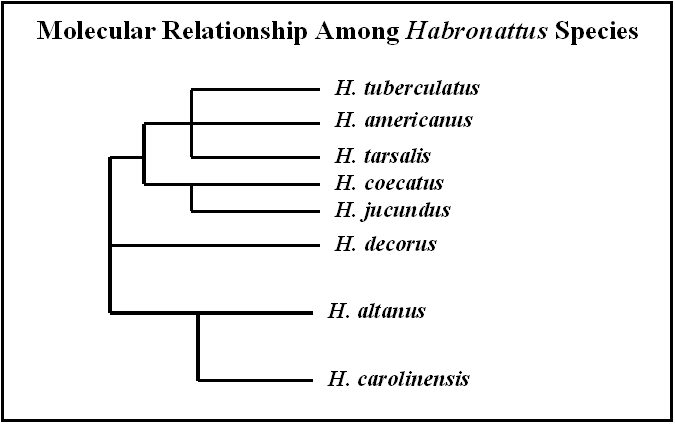 Molecular Relationship Among Habronattus Species
H. tuberculatus
H. americanus
H. tarsalis
H. coecatus
H. jucundus
H. decorus
H. altanus
H. carolinensis